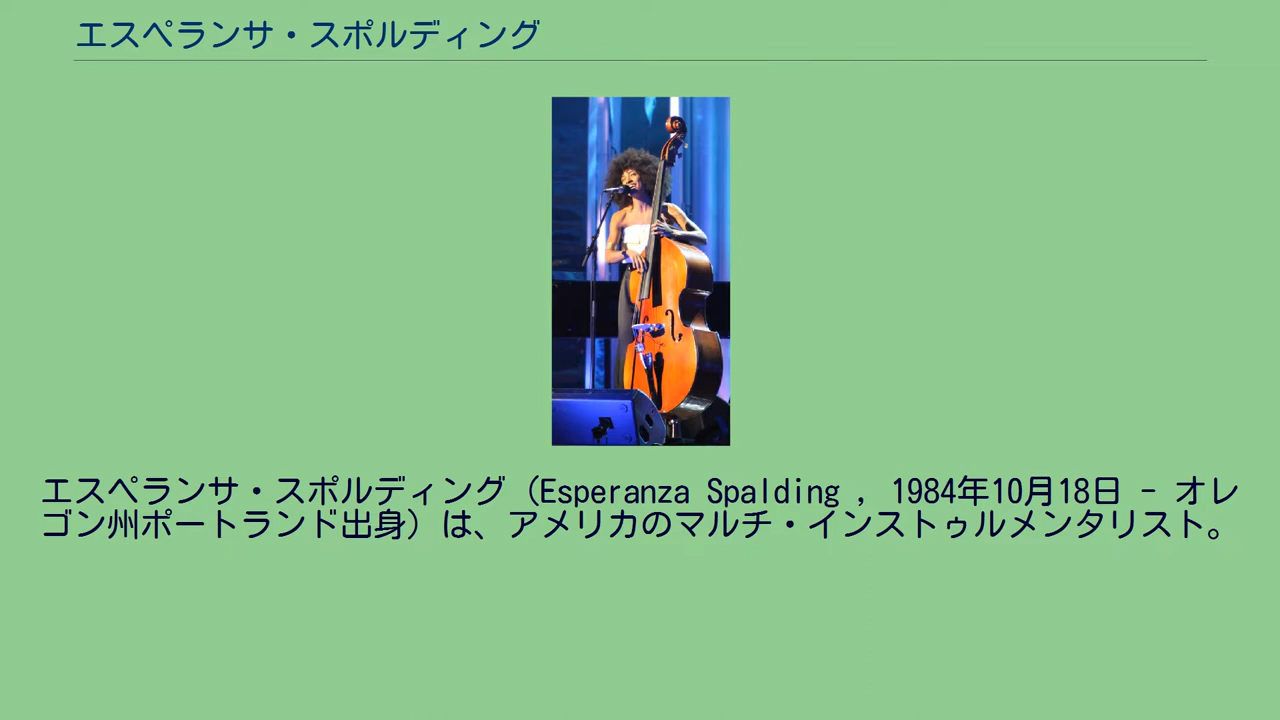 エスペランサ・スポルディング
エスペランサ・スポルディング（Esperanza Spalding , 1984年10月18日 - オレ
ゴン州ポートランド出身）は、アメリカのマルチ・インストゥルメンタリスト。